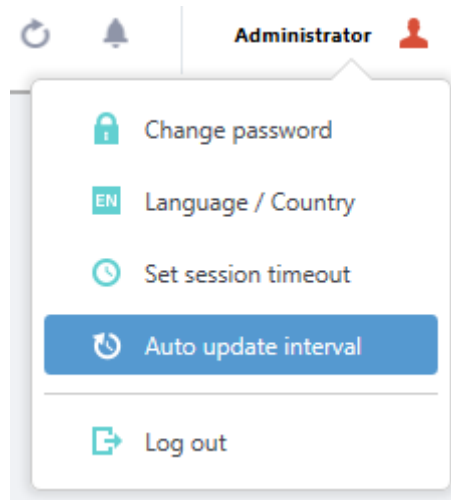 Administrator
Change password
EN Language / Country
Set session timeout
Auto update interval
Log out